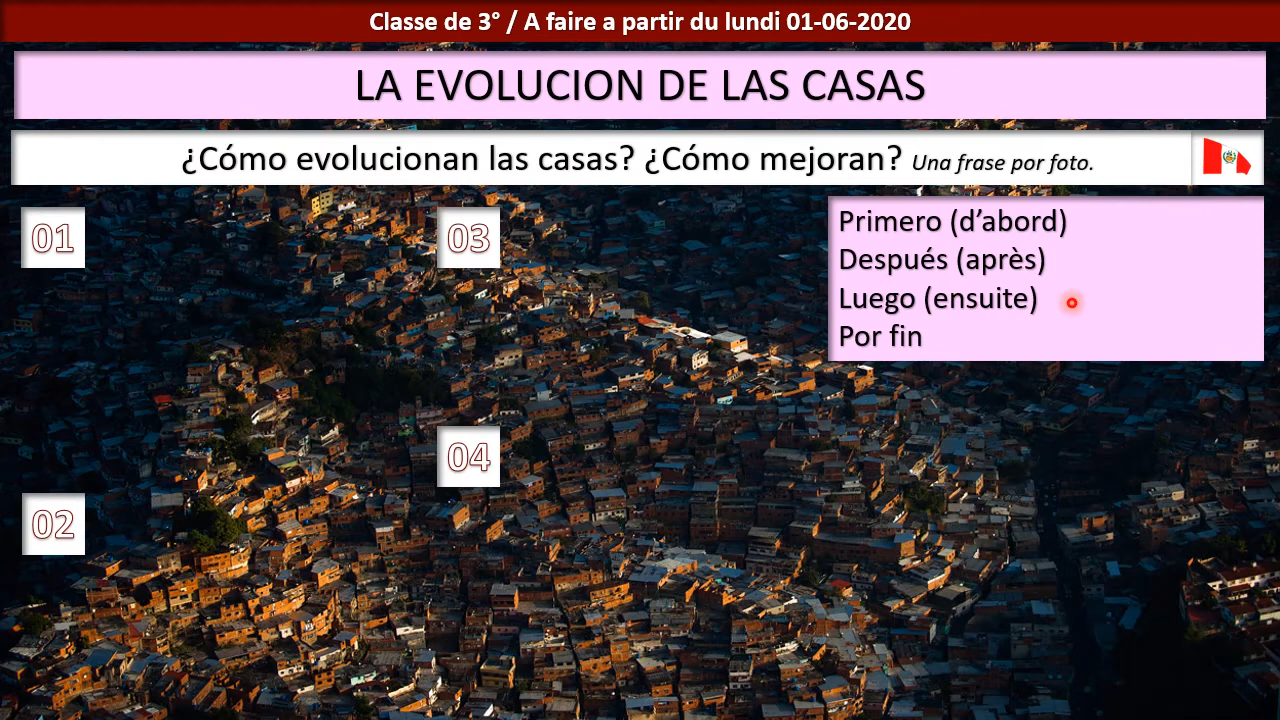 Classe de 3° / A faire a partir du lundi 01-06-2020
LA EVOLUCION DE LAS CASAS
¿Cómo evolucionan las casas? ¿Cómo mejoran? Una frase por foto.
01
03
Primero (d’abord)
Después (après)
Luego (ensuite)
Por fin
04
02